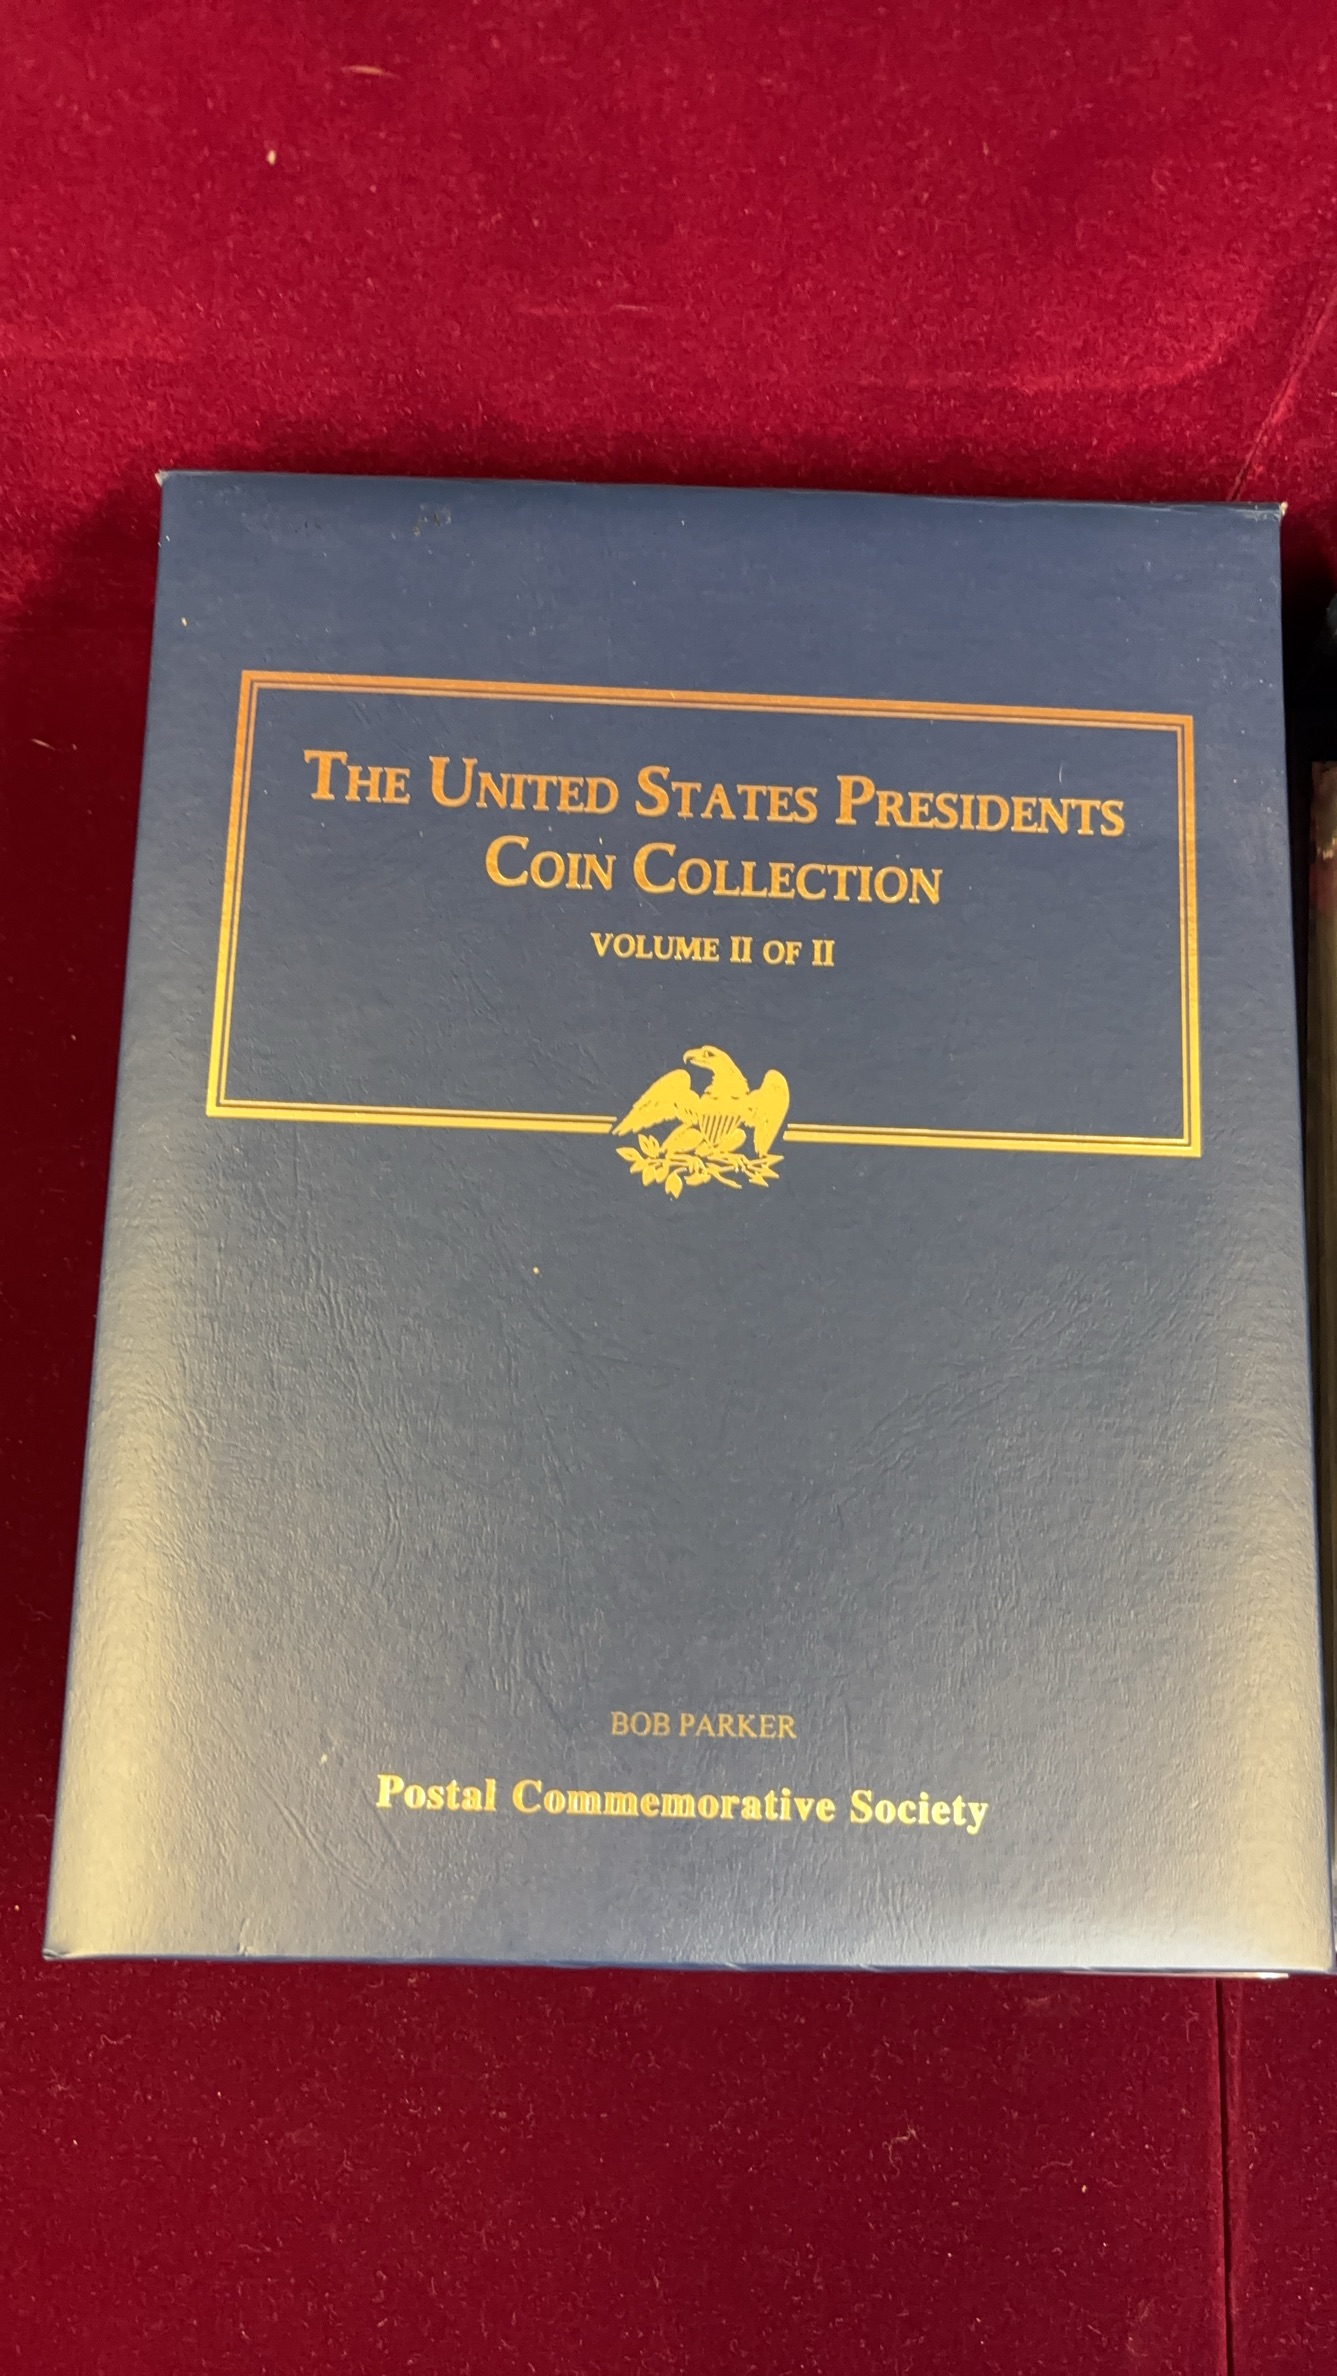 The United States Presidents
Coin Collection
VOLUME II OF II
BOB PARKER
Postal Commemorative Society